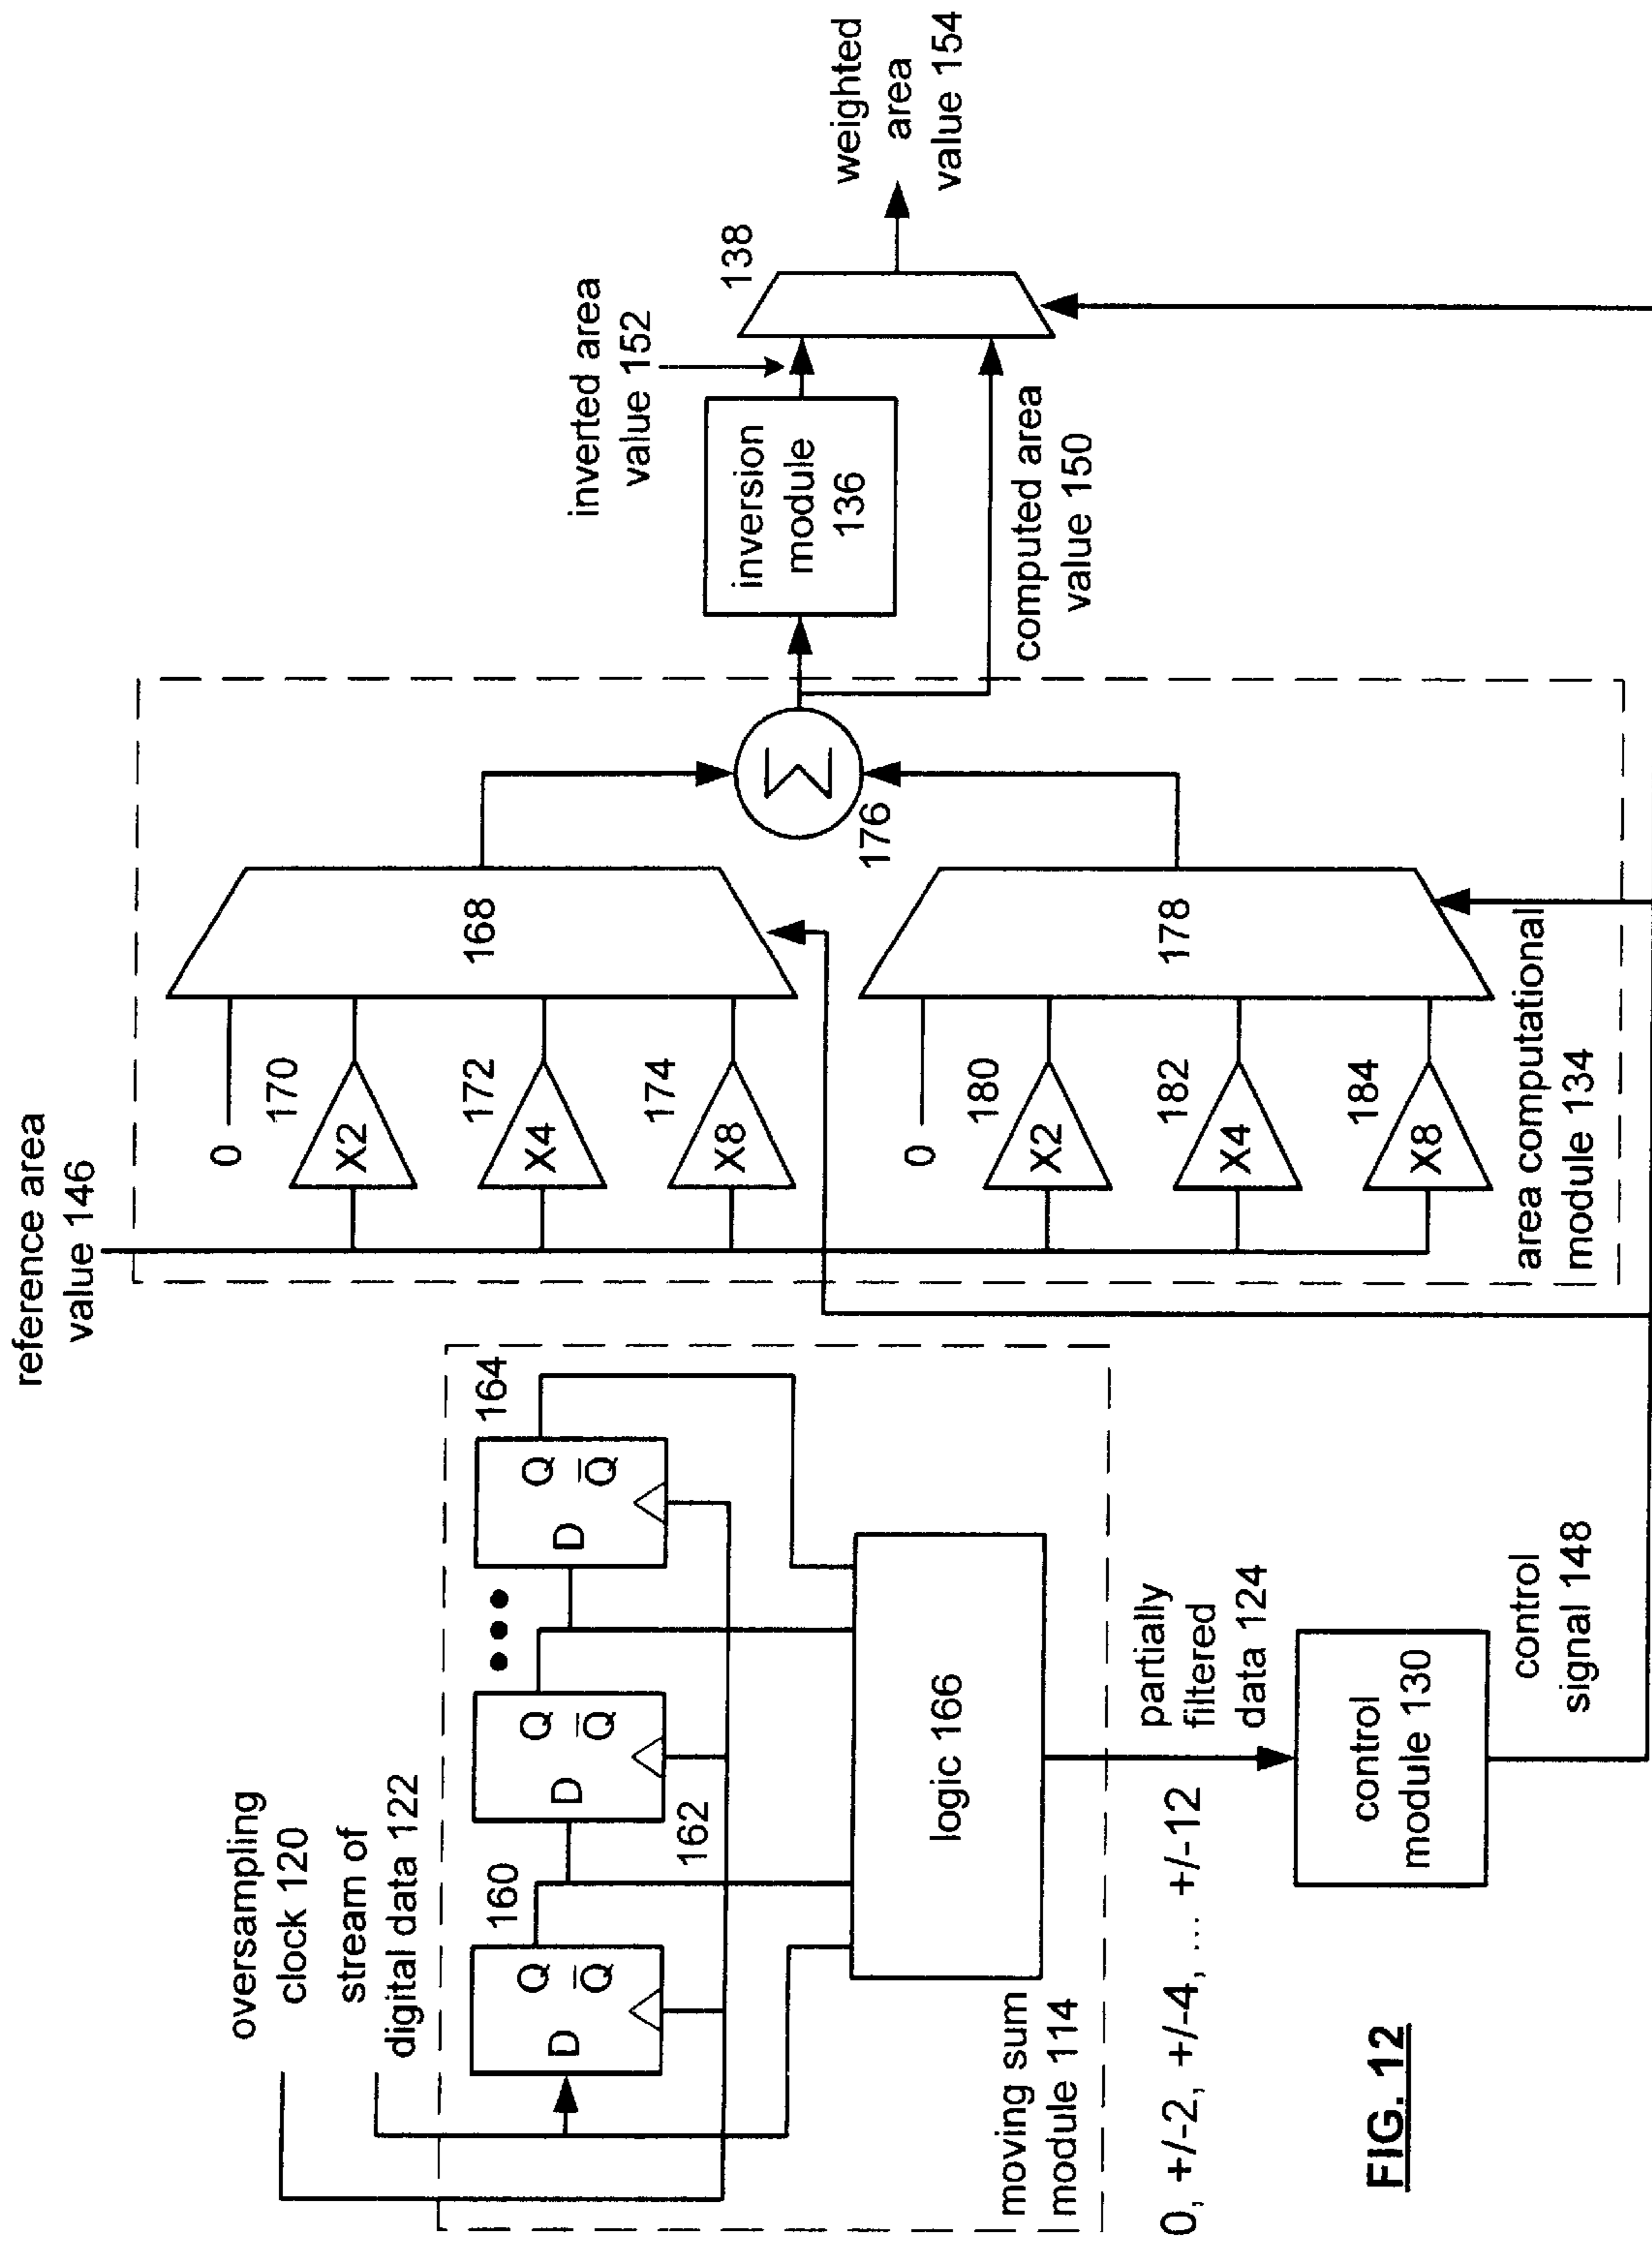 oversampling
clock 120
stream of
digital data 122
160
D
Q
Q
162
D
Q
Q
164
D
Q
Q
logic 166
moving sum
module 114
0, +/-2, +/-4, ... +/-12
partially
filtered
data 124
control
module 130
control
signal 148
reference area
value 146
0
170
X2
172
X4
174
X8
168
0
180
X2
182
X4
184
X8
178
area computational
module 134
Σ
176
inversion
module
136
inverted area
value 152
computed area
value 150
138
weighted
area
value 154
FIG. 12